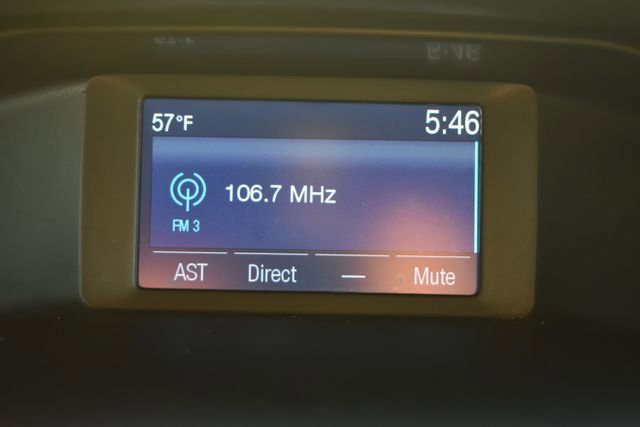 57°F 5:46
106.7 MHz
FM 3
AST Direct — Mute